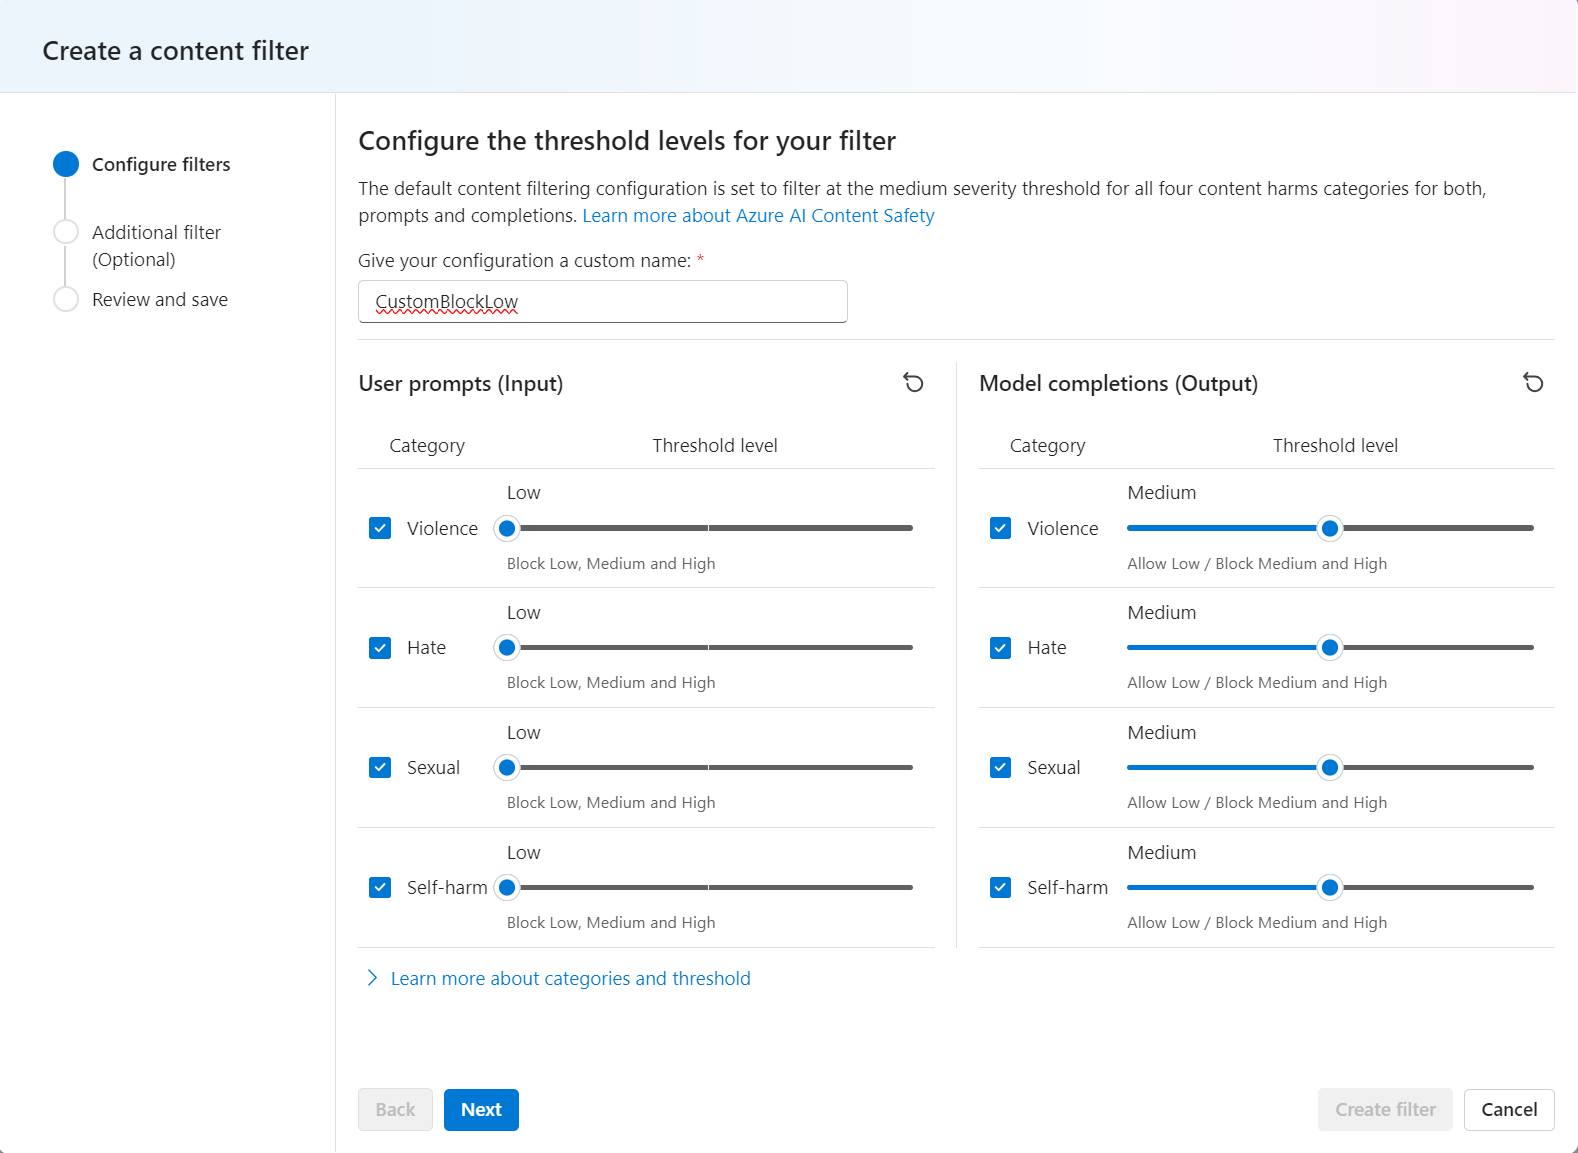 Create a content filter
Configure filters
Additional filter
(Optional)
Review and save
Configure the threshold levels for your filter
The default content filtering configuration is set to filter at the medium severity threshold for all four content harms categories for both,
prompts and completions. Learn more about Azure AI Content Safety
Give your configuration a custom name: *
CustomBlockLow
User prompts (Input)
Category Threshold level
Low
Violence
Block Low, Medium and High
Low
Hate
Block Low, Medium and High
Low
Sexual
Block Low, Medium and High
Low
Self-harm
Block Low, Medium and High
Model completions (Output)
Category Threshold level
Medium
Violence
Allow Low / Block Medium and High
Medium
Hate
Allow Low / Block Medium and High
Medium
Sexual
Allow Low / Block Medium and High
Medium
Self-harm
Allow Low / Block Medium and High
Learn more about categories and threshold
Back Next Create filter Cancel